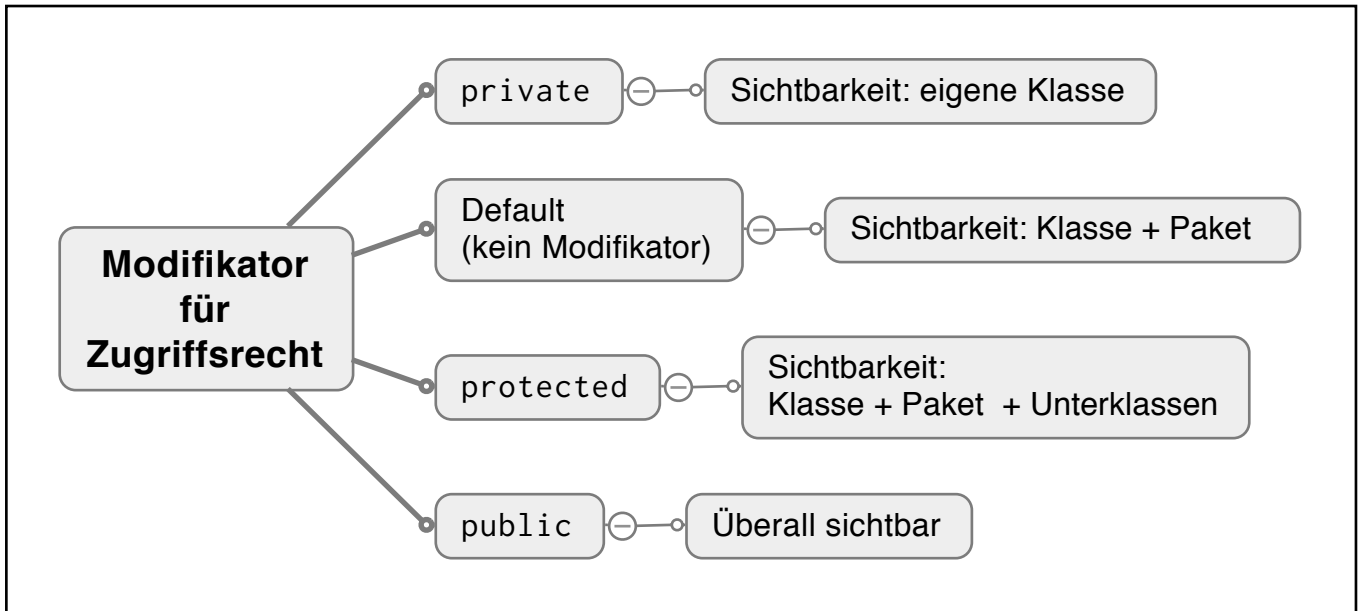 Modifikator
für
Zugriffsrecht
private
Sichtbarkeit: eigene Klasse
Default
(kein Modifikator)
Sichtbarkeit: Klasse + Paket
protected
Sichtbarkeit:
Klasse + Paket  + Unterklassen
public
Überall sichtbar